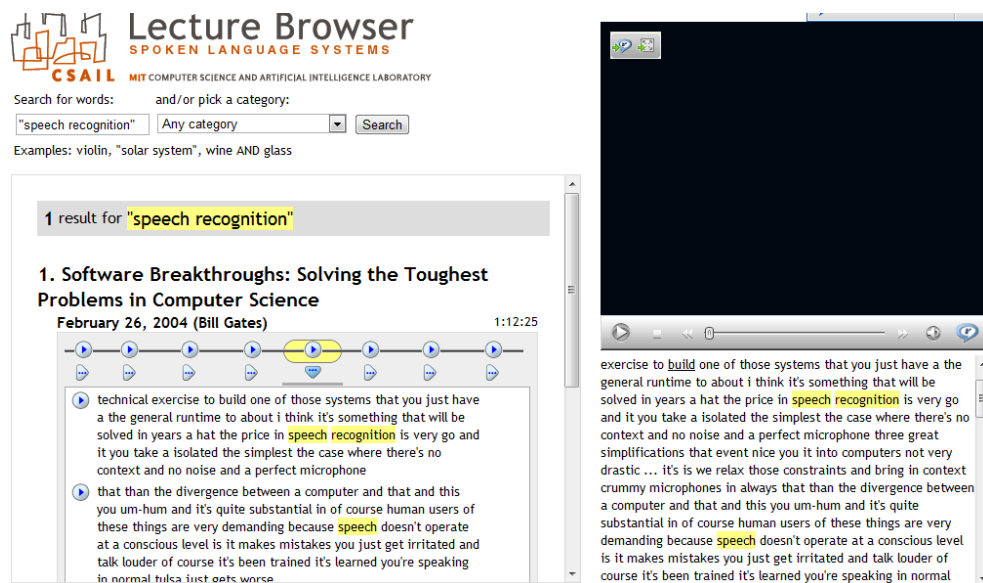 Lecture Browser
SPOKEN LANGUAGE SYSTEMS
CSAIL
MIT COMPUTER SCIENCE AND ARTIFICIAL INTELLIGENCE LABORATORY
Search for words: and/or pick a category:
"speech recognition" Any category Search
Examples: violin, "solar system", wine AND glass
1 result for "speech recognition"
1. Software Breakthroughs: Solving the Toughest
Problems in Computer Science
February 26, 2004 (Bill Gates) 1:12:25
technical exercise to build one of those systems that you just have
a the general runtime to about i think it's something that will be
solved in years a hat the price in speech recognition is very go and
it you take a isolated the simplest the case where there's no
context and no noise and a perfect microphone
that than the divergence between a computer and that and this
you um-hum and it's quite substantial in of course human users of
these things are very demanding because speech doesn't operate
at a conscious level is it makes mistakes you just get irritated and
talk louder of course it's been trained it's learned you're speaking
in normal tulsa just gets worse
exercise to build one of those systems that you just have a the
general runtime to about i think it's something that will be
solved in years a hat the price in speech recognition is very go
and it you take a isolated the simplest the case where there's no
context and no noise and a perfect microphone three great
simplifications that event nice you it into computers not very
drastic ... it's is we relax those constraints and bring in context
crummy microphones in always that than the divergence between
a computer and that and this you um-hum and it's quite
substantial in of course human users of these things are very
demanding because speech doesn't operate at a conscious level
is it makes mistakes you just get irritated and talk louder of
course it's been trained it's learned you're speaking in normal